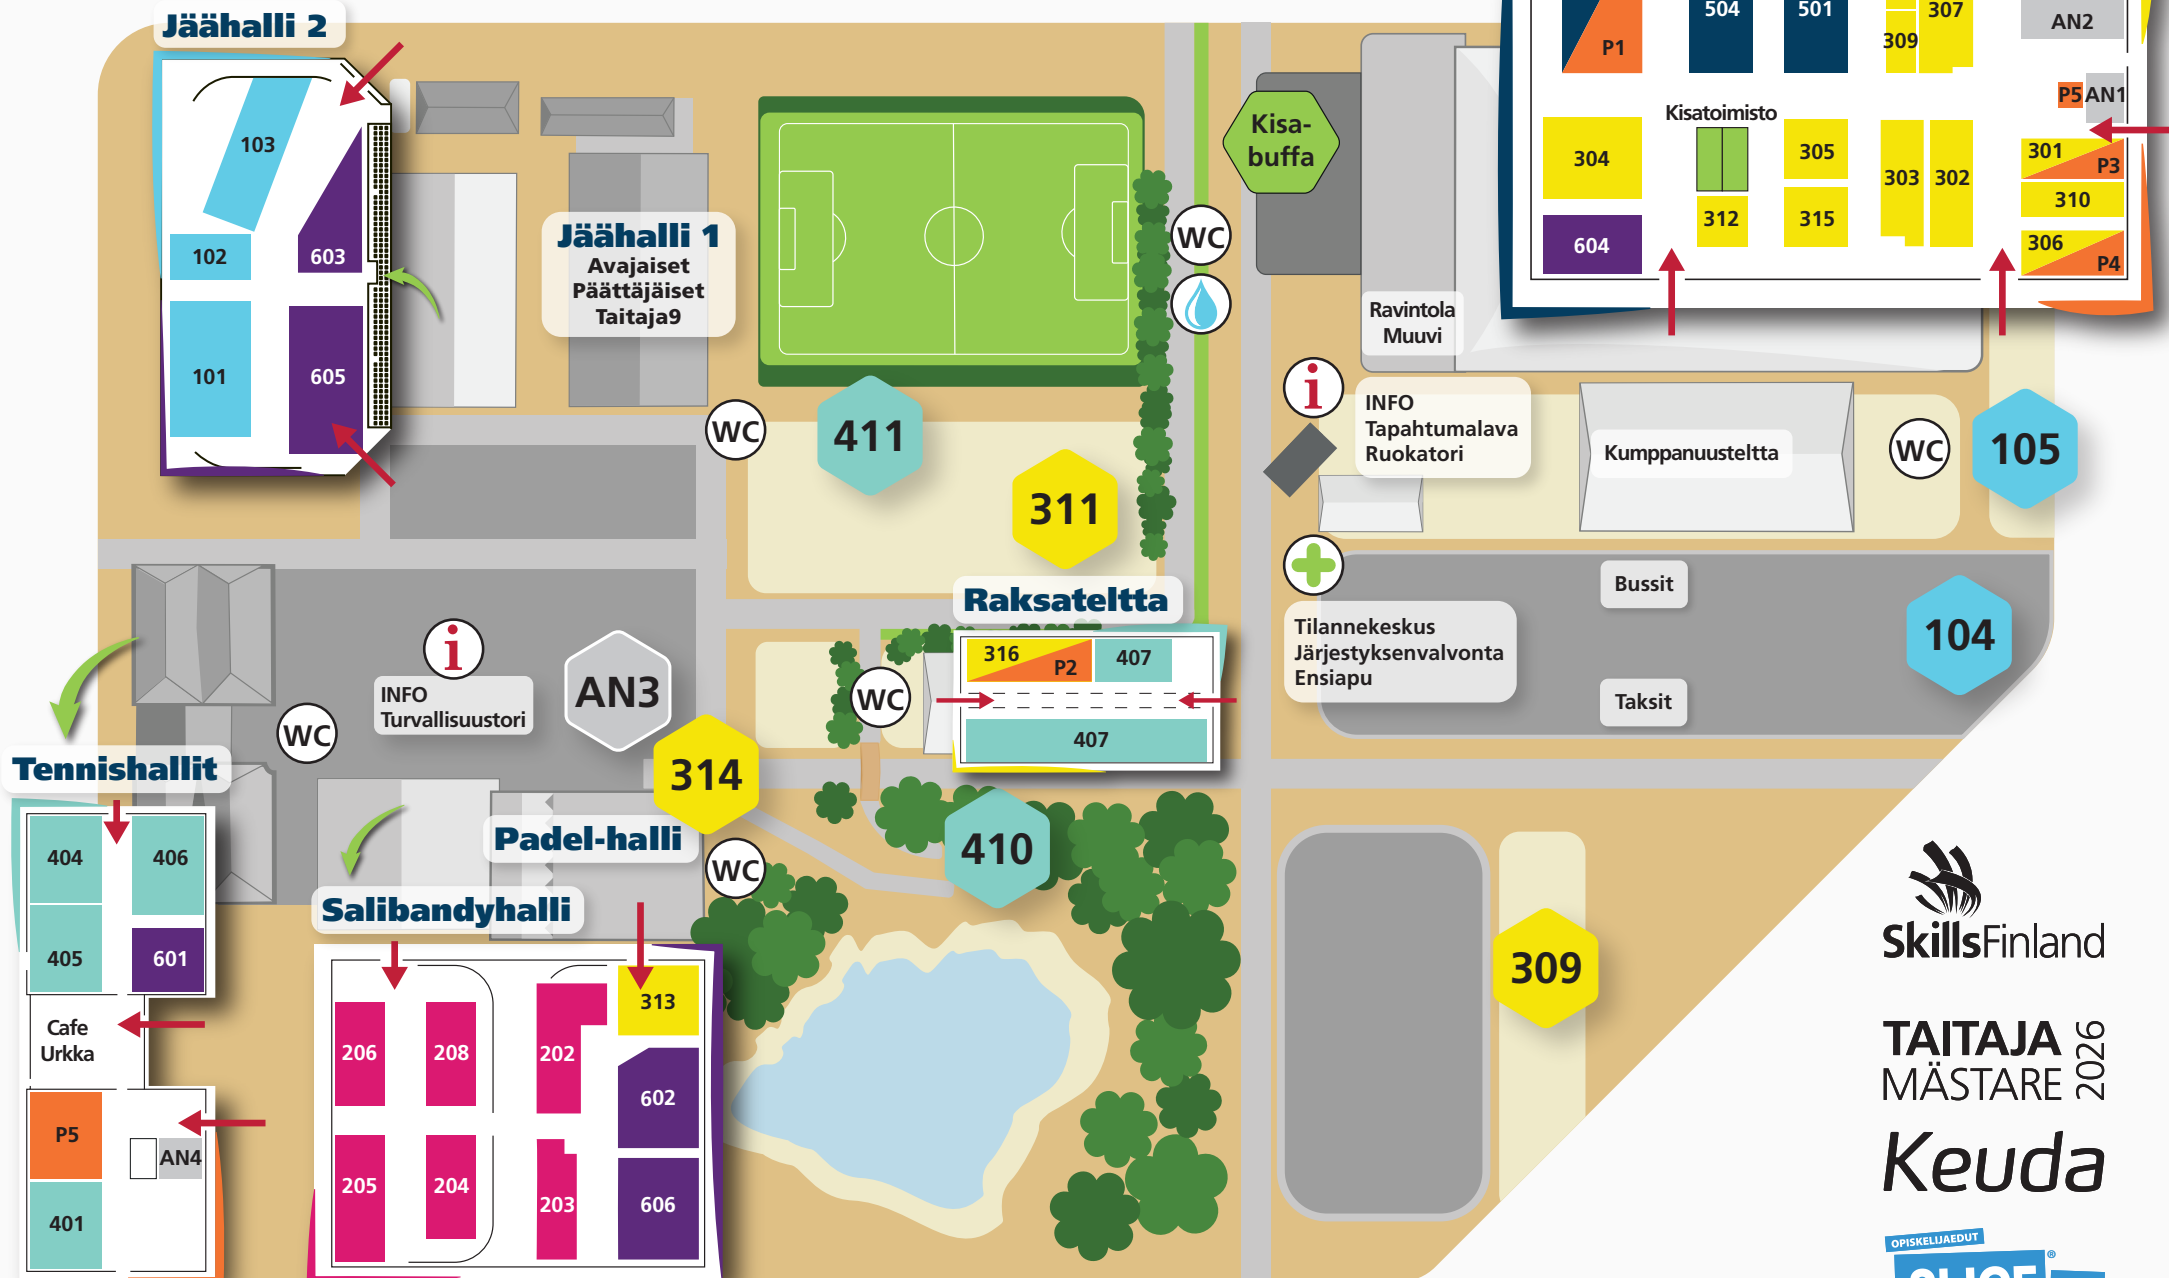 Jäähalli 2
103
102
603
101
605
Jäähalli 1
Avajaiset
Päättäjäiset
Taitaja9
WC
411
311
WC
Kisa-
buffa
Ravintola
Muuvi
P1
504
501
309
307
AN2
P5
AN1
Kisatoimisto
304
305
303
302
301
P3
310
312
315
604
306
P4
INFO
Tapahtumalava
Ruokatori
Kumppanuusteltta
WC
105
Bussit
Taksit
104
Tilannekeskus
Järjestyksenvalvonta
Ensiapu
Raksateltta
316
P2
407
407
WC
INFO
Turvallisuustori
AN3
WC
314
410
WC
Tennishallit
404
406
405
601
Cafe
Urkka
P5
AN4
401
Padel-halli
Salibandyhalli
206
208
202
313
602
205
204
203
606
309
SkillsFinland
TAITAJA
MÄSTARE
2026
Keuda
OPISKELIJAEDUT
SLICE
®